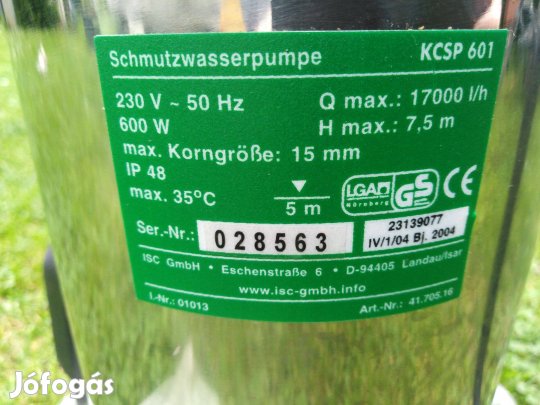 Schmutzwasserpumpe KCSP 601
230 V ~ 50 Hz Q max.: 17000 l/h
600 W H max.: 7,5 m
max. Korngröße: 15 mm
IP 48
max. 35°C
5 m
LGA Nürnberg GS CE
Ser.-Nr.: 028563
23139077
IV/1/04 Bj. 2004
ISC GmbH • Eschenstraße 6 • D-94405 Landau/Isar
www.isc-gmbh.info
I.-Nr.: 01013 Art.-Nr.: 41.705.16
Jófogás